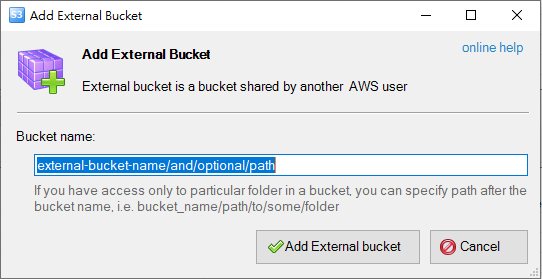 S3 Add External Bucket
Add External Bucket
online help
External bucket is a bucket shared by another AWS user
Bucket name:
external-bucket-name/and/optional/path
If you have access only to particular folder in a bucket, you can specify path after the
bucket name, i.e. bucket_name/path/to/some/folder
Add External bucket
Cancel